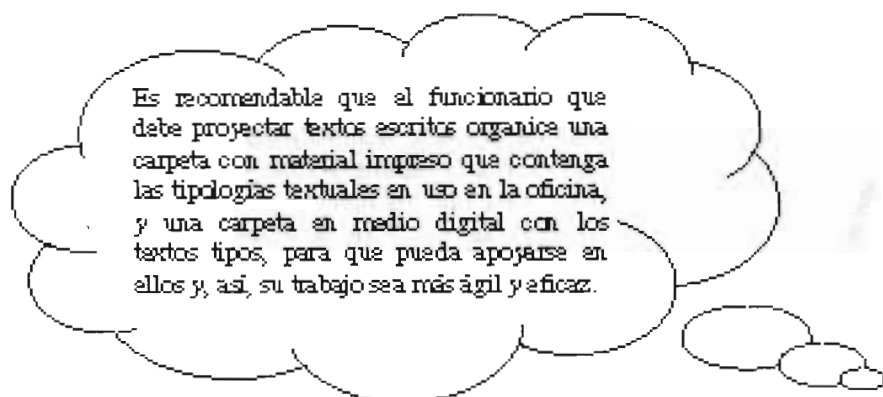 Es recomendable que el funcionario que
debe proyectar textos escritos organice una
carpeta con material impreso que contenga
las tipologías textuales en uso en la oficina,
y una carpeta en medio digital con los
textos tipos, para que pueda apoyarse en
ellos y, así, su trabajo sea más ágil y eficaz.